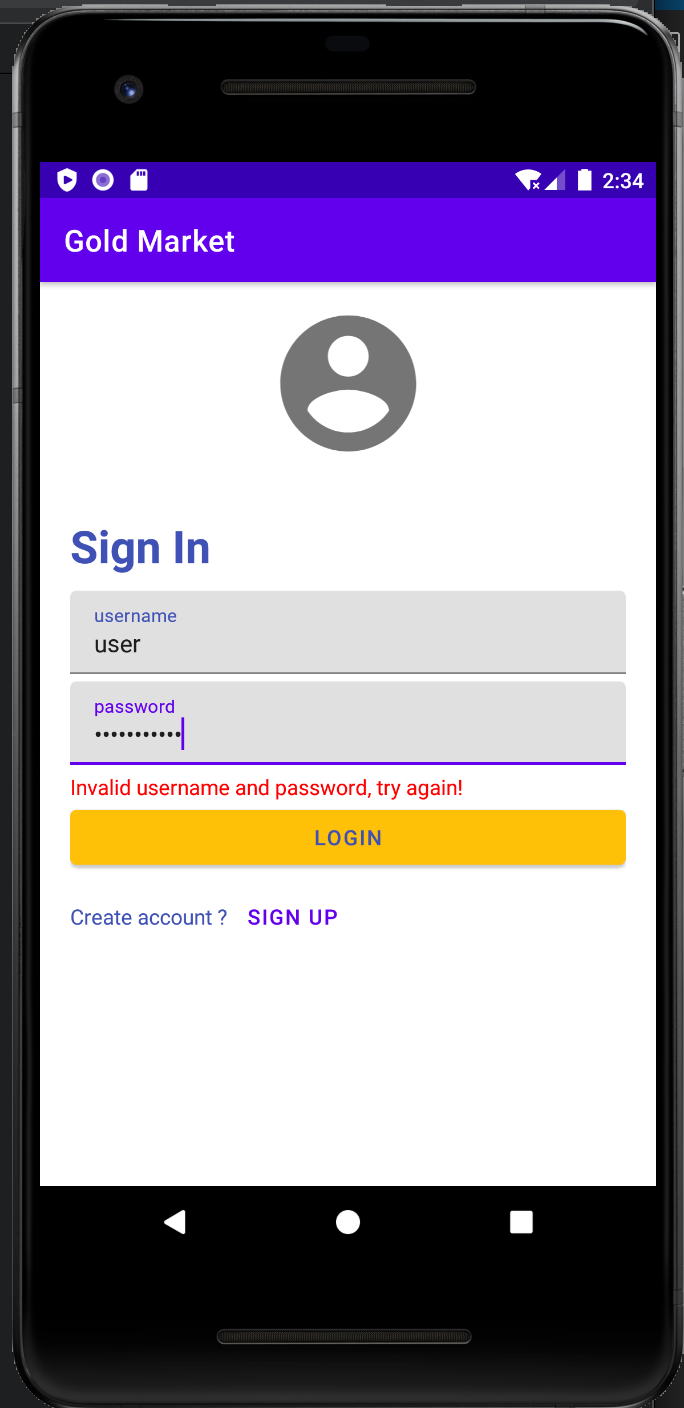 2:34
Gold Market
Sign In
username
user
password
•••••••••••
Invalid username and password, try again!
LOGIN
Create account ? SIGN UP